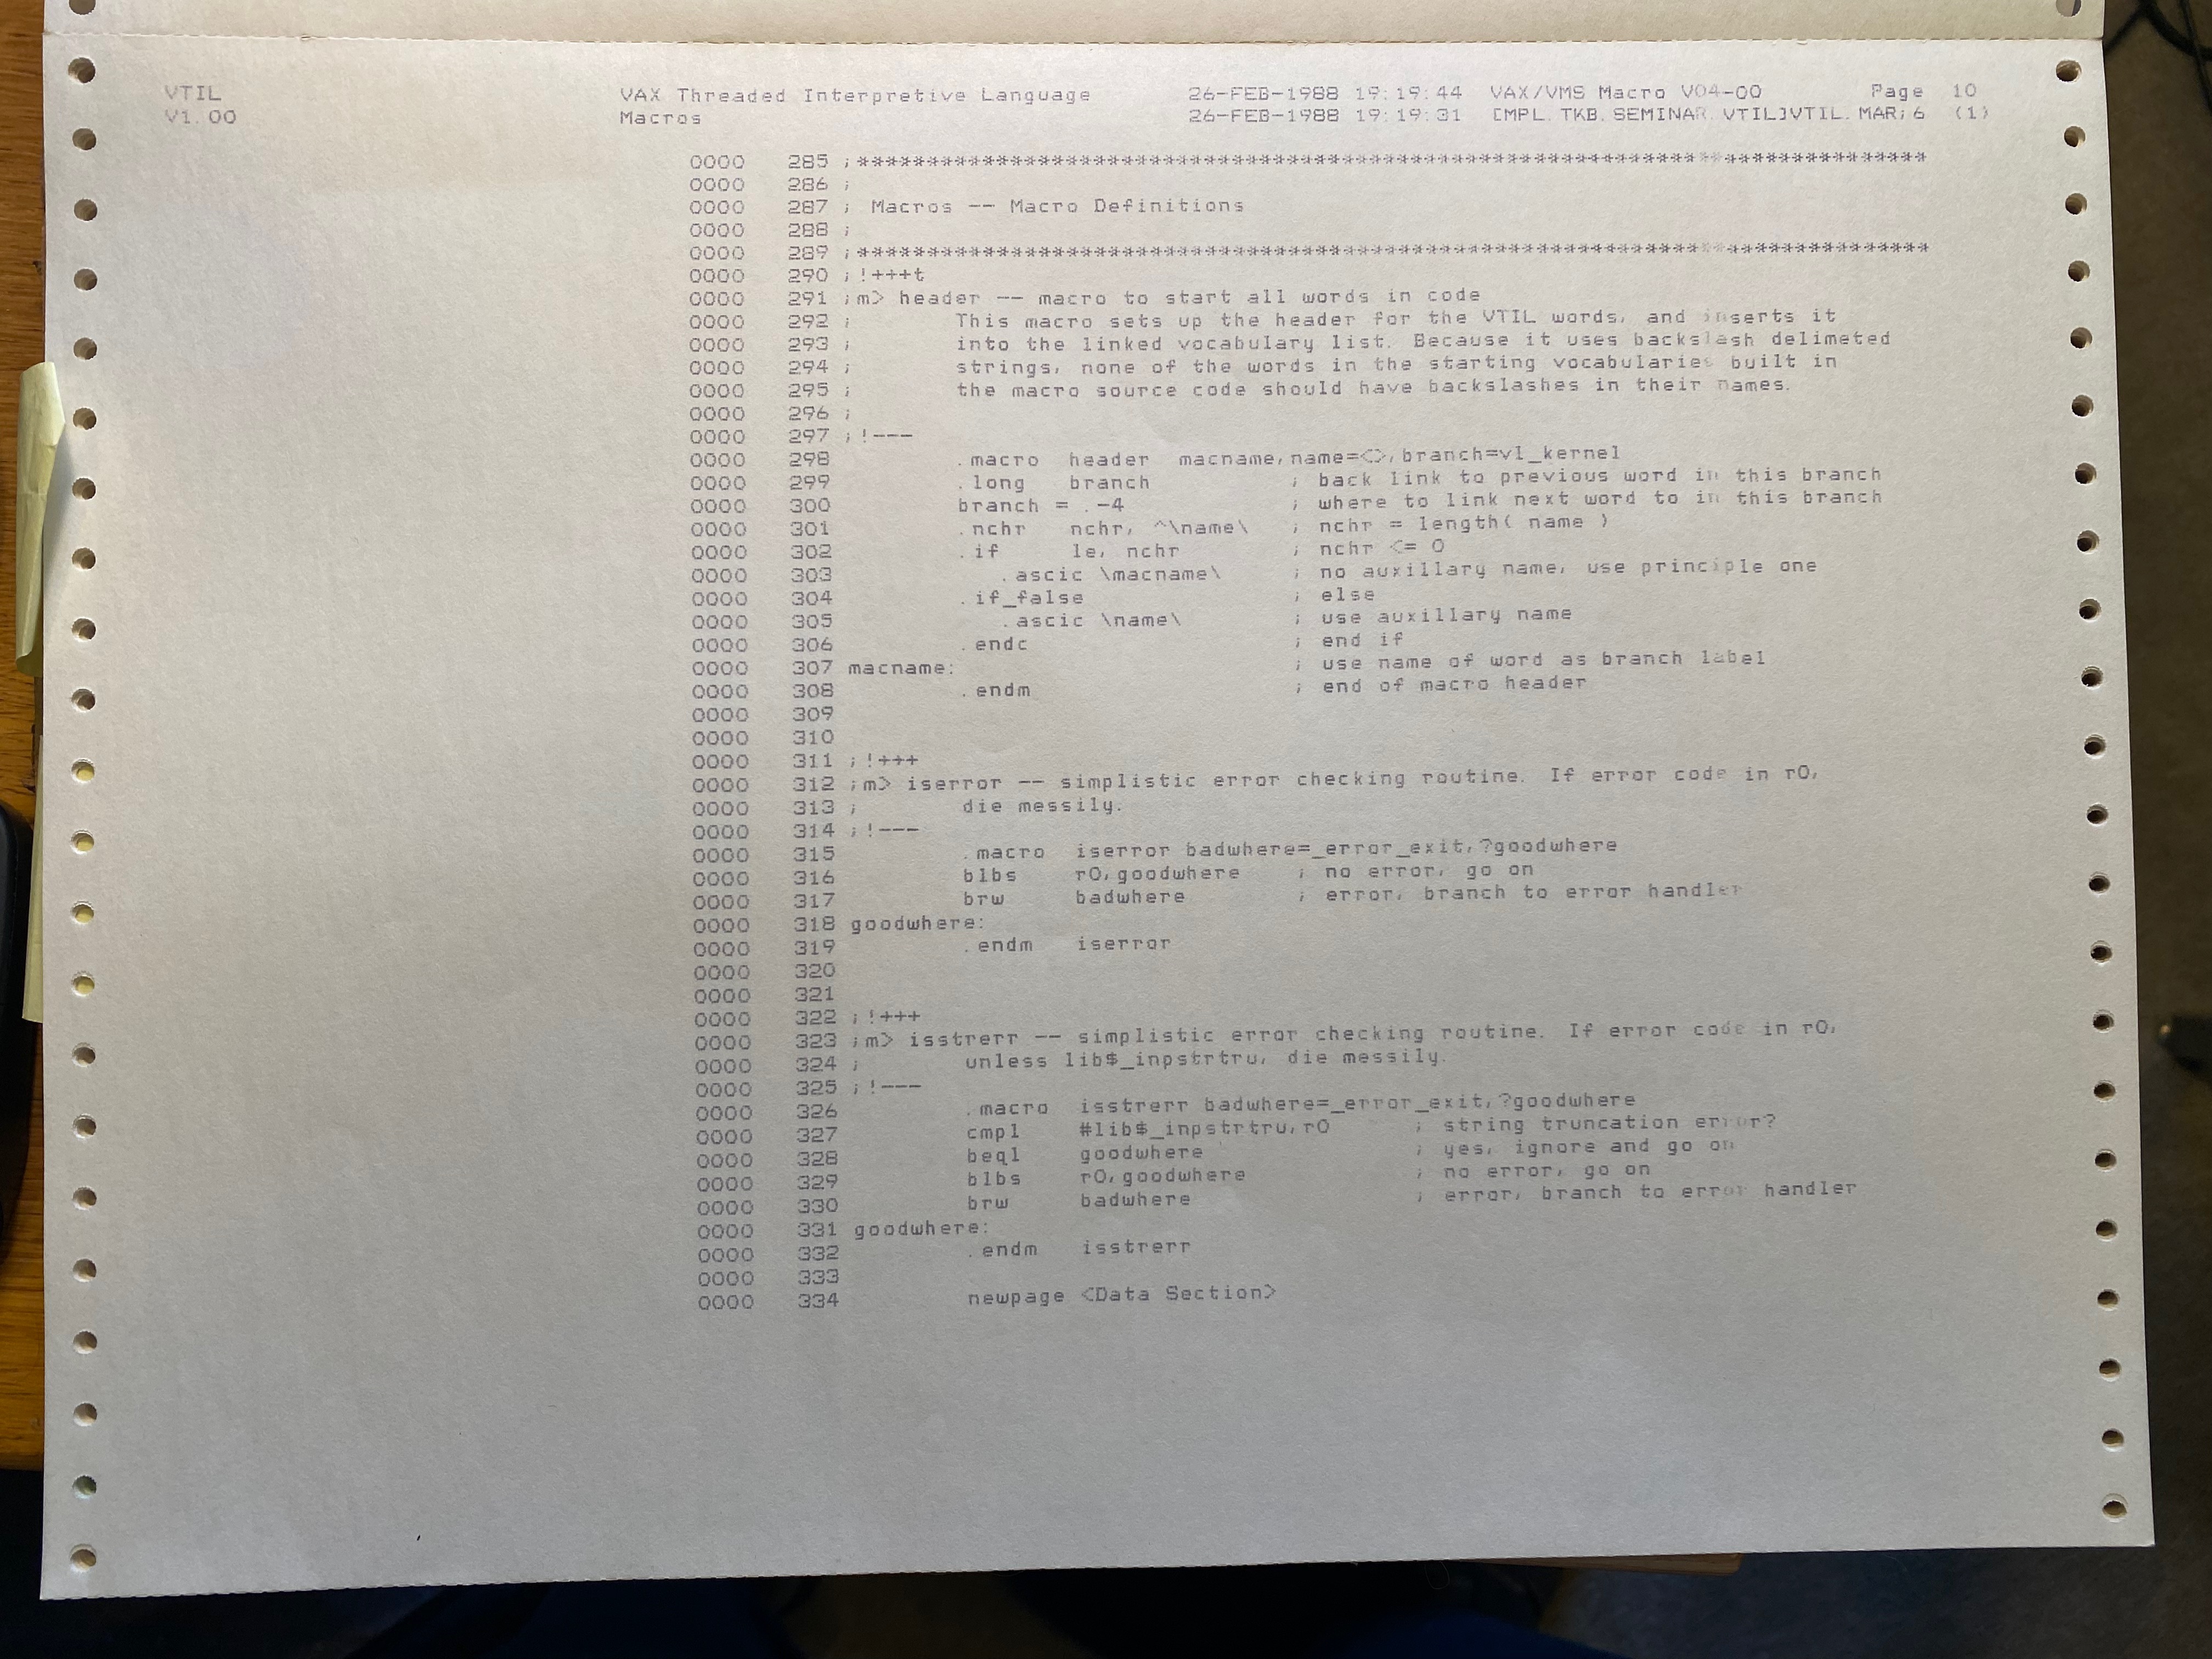 VTIL VAX Threaded Interpretive Language 26-FEB-1988 19:19:44 VAX/VMS Macro V04-00 Page 10
V1.00 Macros 26-FEB-1988 19:19:31 [MPL.TKB.SEMINAR.VTIL]VTIL.MAR;6 (1)
0000 285 ;******************************************************************************
0000 286 ;
0000 287 ; Macros -- Macro Definitions
0000 288 ;
0000 289 ;******************************************************************************
0000 290 ;!+++t
0000 291 ;m> header -- macro to start all words in code
0000 292 ; This macro sets up the header for the VTIL words, and inserts it
0000 293 ; into the linked vocabulary list. Because it uses backslash delimeted
0000 294 ; strings, none of the words in the starting vocabularies built in
0000 295 ; the macro source code should have backslashes in their names.
0000 296 ;
0000 297 ;!---
0000 298 .macro header macname,name=<>,branch=vl_kernel
0000 299 .long branch ; back link to previous word in this branch
0000 300 branch = .-4 ; where to link next word to in this branch
0000 301 .nchr nchr, ^\name\ ; nchr = length( name )
0000 302 .if le, nchr ; nchr <= 0
0000 303 .ascic \macname\ ; no auxillary name, use principle one
0000 304 .if_false ; else
0000 305 .ascic \name\ ; use auxillary name
0000 306 .endc ; end if
0000 307 macname: ; use name of word as branch label
0000 308 .endm ; end of macro header
0000 309
0000 310
0000 311 ;!+++
0000 312 ;m> iserror -- simplistic error checking routine. If error code in r0,
0000 313 ; die messily.
0000 314 ;!---
0000 315 .macro iserror badwhere=_error_exit,?goodwhere
0000 316 blbs r0,goodwhere ; no error, go on
0000 317 brw badwhere ; error, branch to error handler
0000 318 goodwhere:
0000 319 .endm iserror
0000 320
0000 321
0000 322 ;!+++
0000 323 ;m> isstrerr -- simplistic error checking routine. If error code in r0,
0000 324 ; unless lib$_inpstrtru, die messily.
0000 325 ;!---
0000 326 .macro isstrerr badwhere=_error_exit,?goodwhere
0000 327 cmpl #lib$_inpstrtru,r0 ; string truncation error?
0000 328 beql goodwhere ; yes, ignore and go on
0000 329 blbs r0,goodwhere ; no error, go on
0000 330 brw badwhere ; error, branch to error handler
0000 331 goodwhere:
0000 332 .endm isstrerr
0000 333
0000 334 newpage <Data Section>